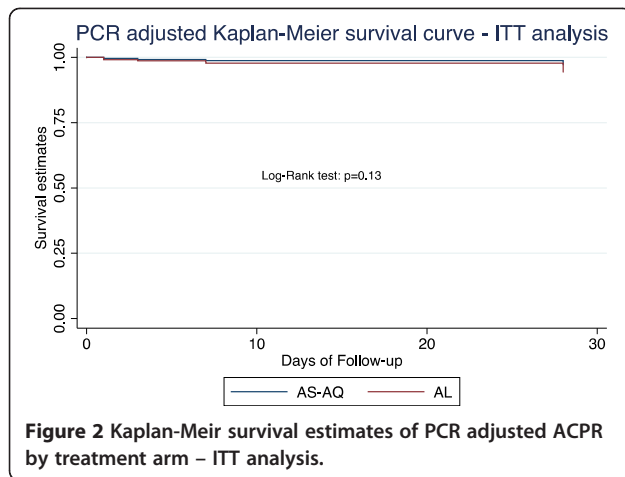 PCR adjusted Kaplan-Meier survival curve - ITT analysis
1.00
0.75
0.50
0.25
0.00
Survival estimates
Log-Rank test: p=0.13
0
10
20
30
Days of Follow-up
AS-AQ
AL
Figure 2 Kaplan-Meir survival estimates of PCR adjusted ACPR
by treatment arm – ITT analysis.